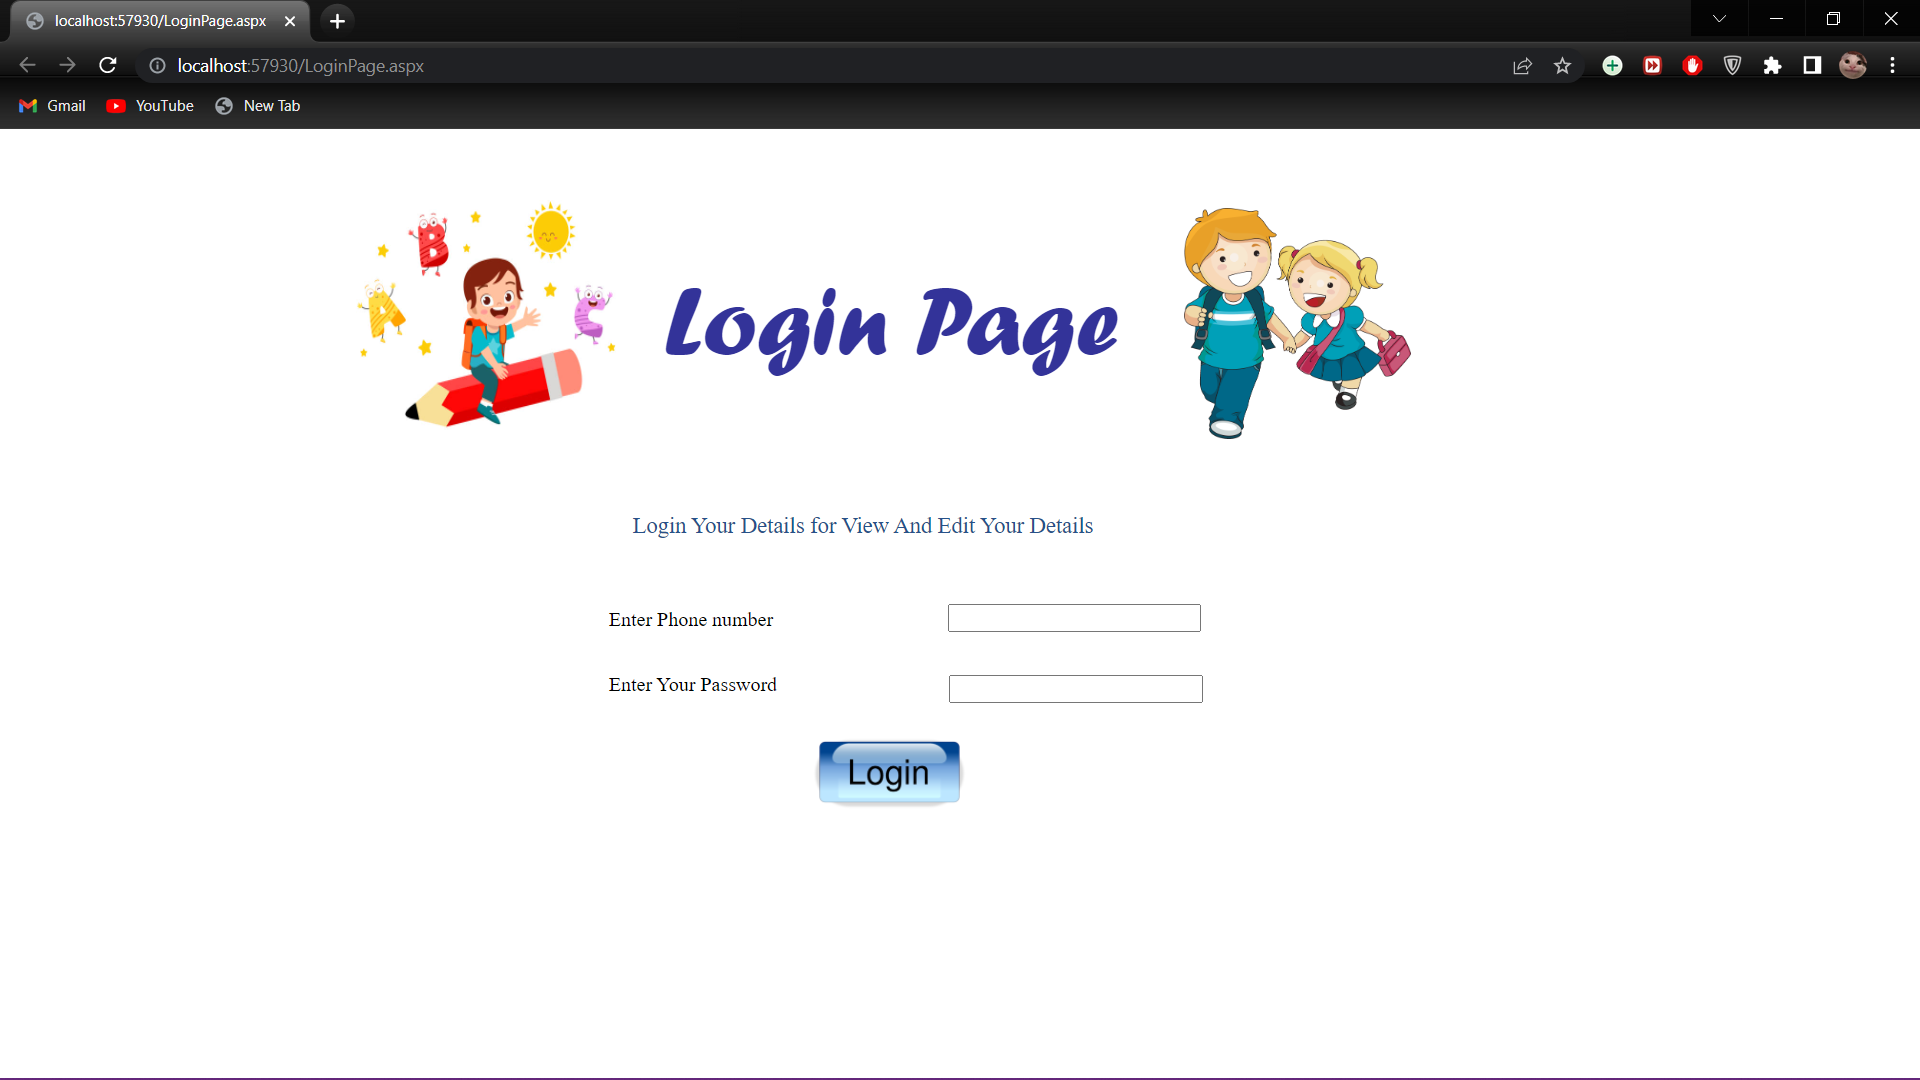 localhost:57930/LoginPage.aspx
localhost:57930/LoginPage.aspx
Gmail YouTube New Tab
B
A
C
Login Page
Login Your Details for View And Edit Your Details
Enter Phone number
Enter Your Password
Login